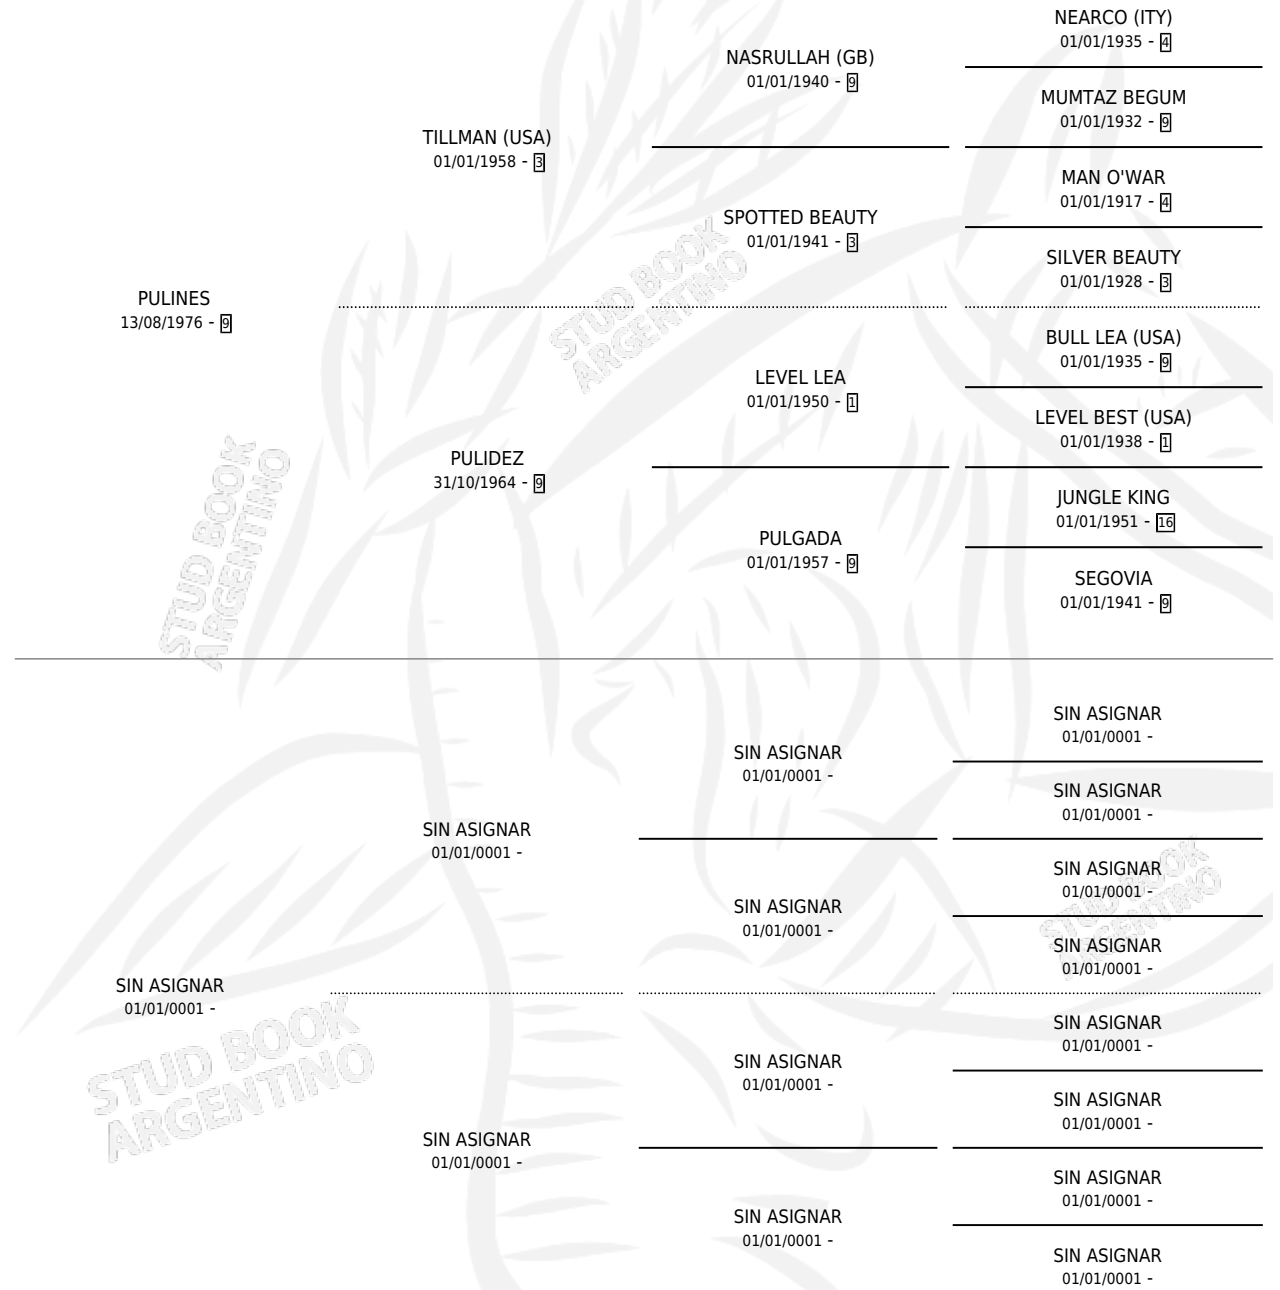 NEARCO (ITY)
01/01/1935 - 4
NASRULLAH (GB)
01/01/1940 - 9
MUMTAZ BEGUM
01/01/1932 - 9
TILLMAN (USA)
01/01/1958 - 3
MAN O'WAR
01/01/1917 - 4
SPOTTED BEAUTY
01/01/1941 - 3
SILVER BEAUTY
01/01/1928 - 3
PULINES
13/08/1976 - 9
BULL LEA (USA)
01/01/1935 - 9
LEVEL LEA
01/01/1950 - 1
LEVEL BEST (USA)
01/01/1938 - 1
PULIDEZ
31/10/1964 - 9
JUNGLE KING
01/01/1951 - 16
PULGADA
01/01/1957 - 9
SEGOVIA
01/01/1941 - 9
STUD BOOK
ARGENTINO
STUD BOOK
ARGENTINO
SIN ASIGNAR
01/01/0001 -
SIN ASIGNAR
01/01/0001 -
SIN ASIGNAR
01/01/0001 -
SIN ASIGNAR
01/01/0001 -
SIN ASIGNAR
01/01/0001 -
SIN ASIGNAR
01/01/0001 -
SIN ASIGNAR
01/01/0001 -
SIN ASIGNAR
01/01/0001 -
SIN ASIGNAR
01/01/0001 -
SIN ASIGNAR
01/01/0001 -
SIN ASIGNAR
01/01/0001 -
SIN ASIGNAR
01/01/0001 -
SIN ASIGNAR
01/01/0001 -
SIN ASIGNAR
01/01/0001 -
SIN ASIGNAR
01/01/0001 -
STUD BOOK
ARGENTINO
STUD BOOK
ARGENTINO